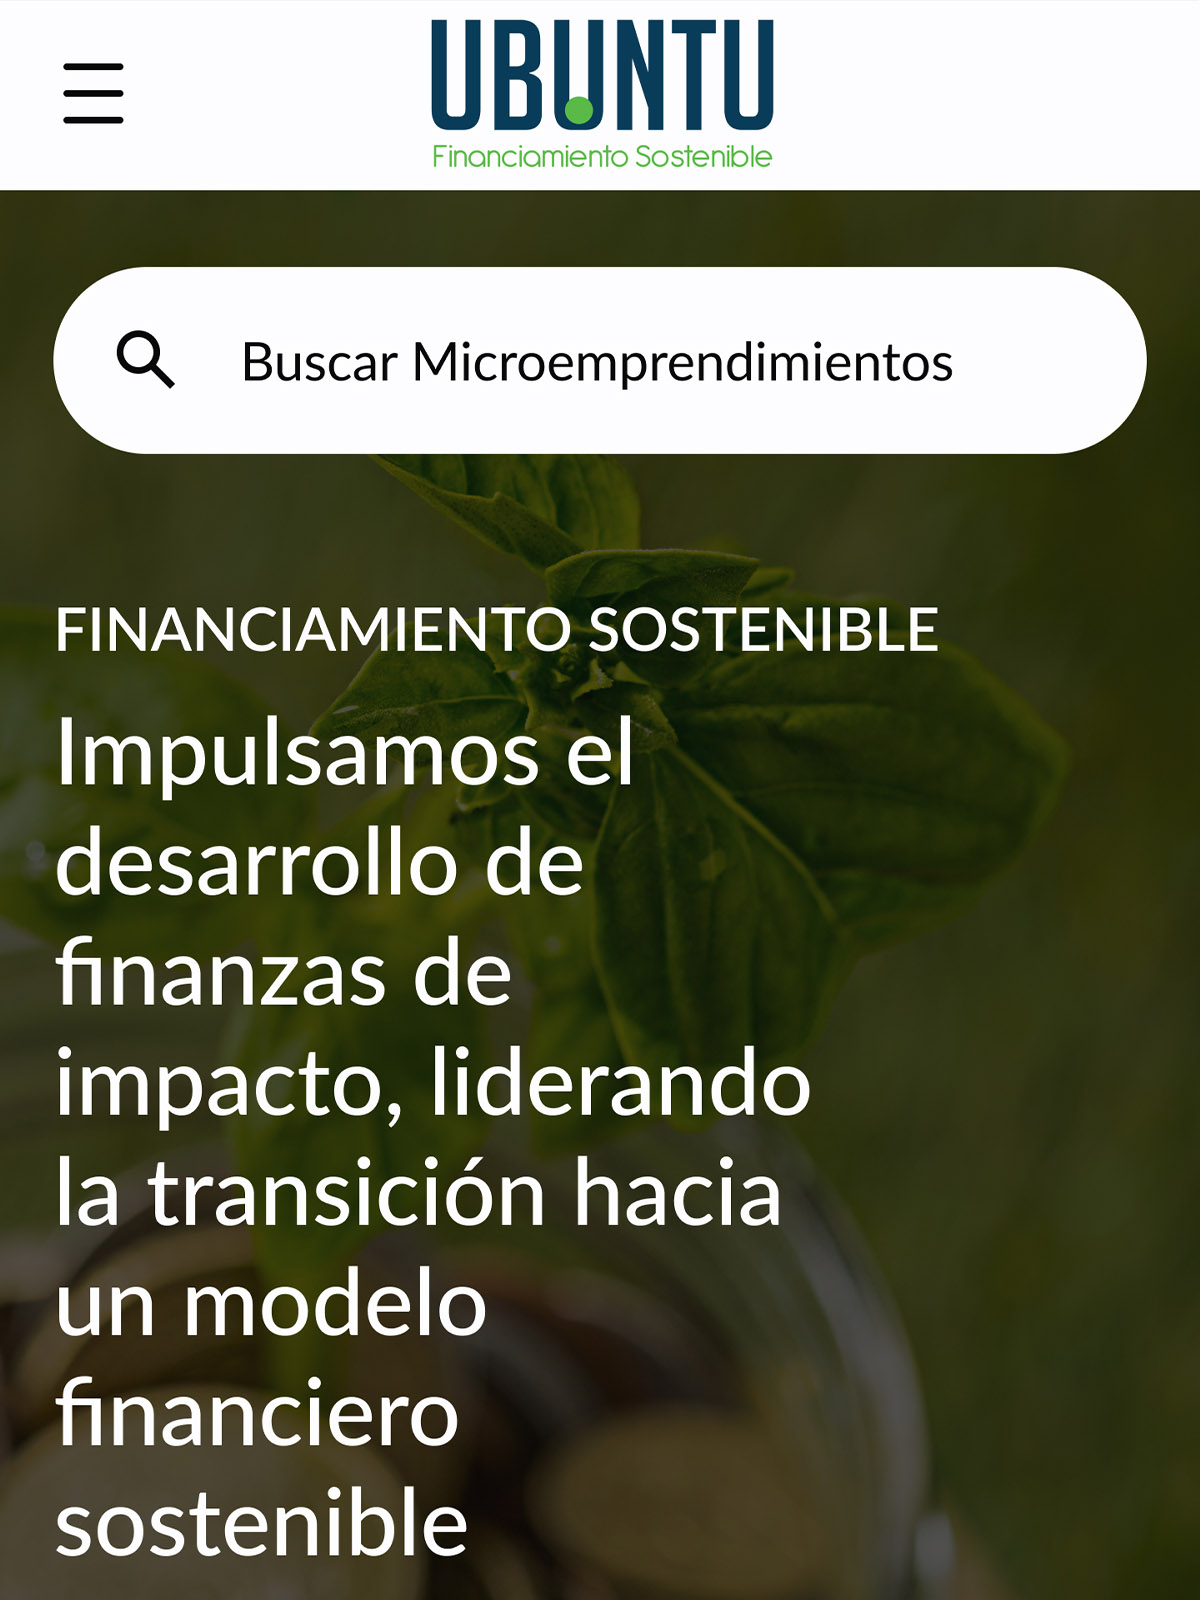 UBUNTU
Financiamiento Sostenible
Buscar Microemprendimientos
FINANCIAMIENTO SOSTENIBLE
Impulsamos el
desarrollo de
finanzas de
impacto, liderando
la transición hacia
un modelo
financiero
sostenible